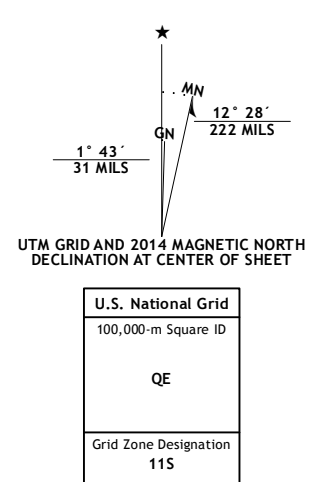 ★
MN
12° 28´
222 MILS
GN
1° 43´
31 MILS
UTM GRID AND 2014 MAGNETIC NORTH
DECLINATION AT CENTER OF SHEET
U.S. National Grid
100,000-m Square ID
QE
Grid Zone Designation
11S